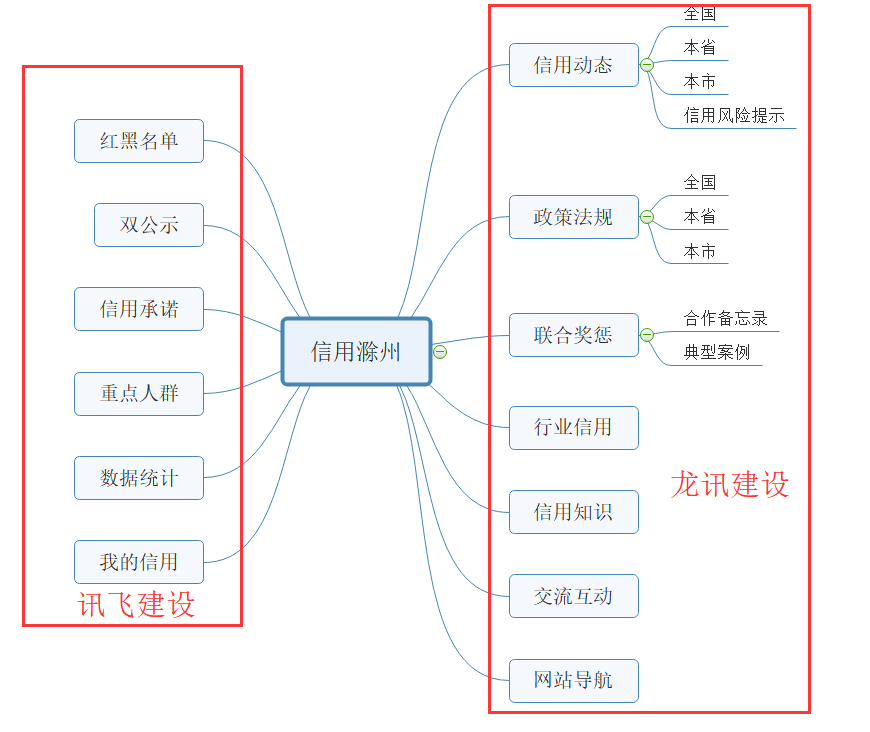 红黑名单
双公示
信用承诺
重点人群
数据统计
我的信用
讯飞建设
信用滁州
信用动态
全国
本省
本市
信用风险提示
政策法规
全国
本省
本市
联合奖惩
合作备忘录
典型案例
行业信用
信用知识
交流互动
网站导航
龙讯建设